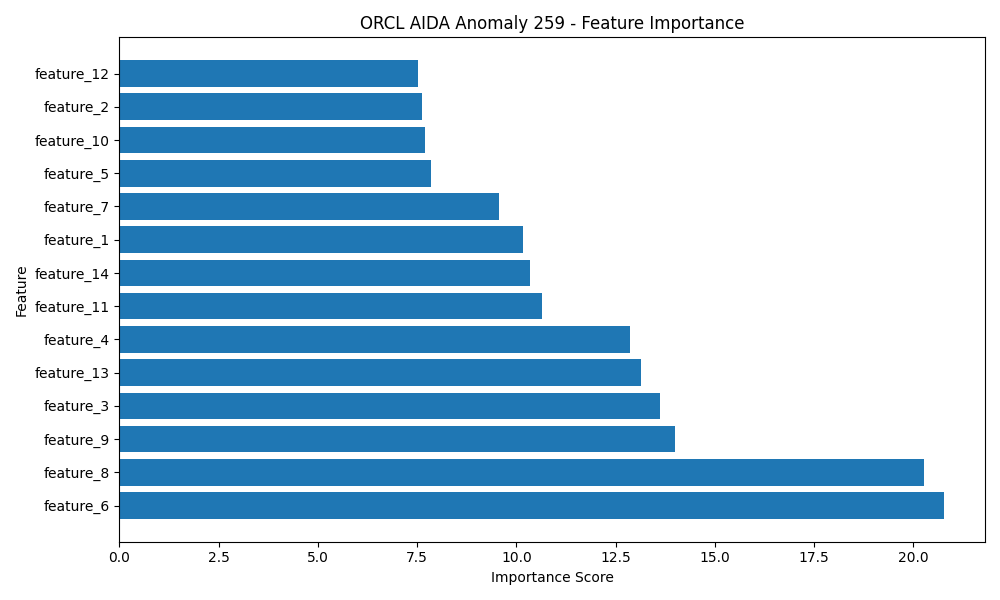 ORCL AIDA Anomaly 259 - Feature Importance
feature_12
feature_2
feature_10
feature_5
feature_7
feature_1
feature_14
feature_11
feature_4
feature_13
feature_3
feature_9
feature_8
feature_6
Feature
0.0 2.5 5.0 7.5 10.0 12.5 15.0 17.5 20.0
Importance Score